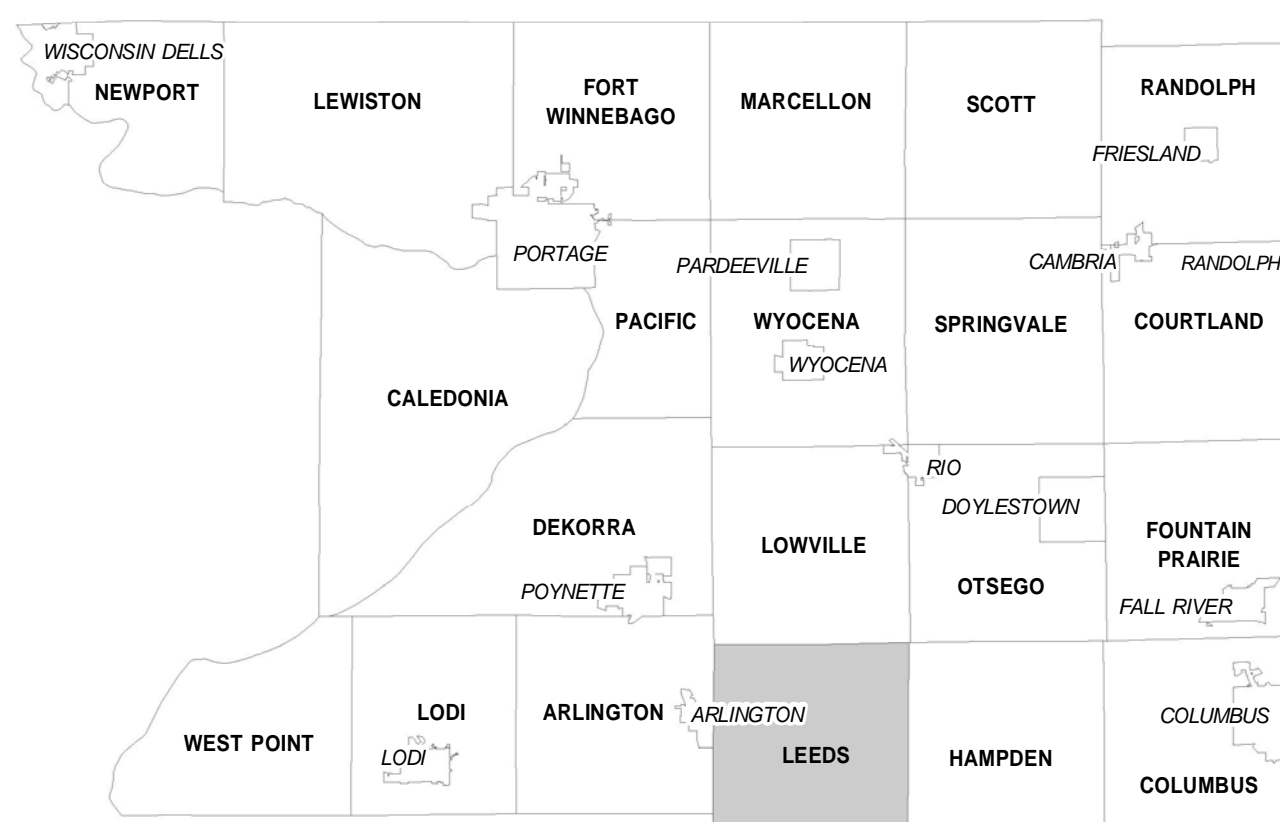 WISCONSIN DELLS
NEWPORT
LEWISTON
FORT
WINNEBAGO
MARCELLON
SCOTT
RANDOLPH
FRIESLAND
PORTAGE
PARDEEVILLE
CAMBRIA
RANDOLPH
PACIFIC
WYOCENA
SPRINGVALE
COURTLAND
WYOCENA
CALEDONIA
RIO
DOYLESTOWN
DEKORRA
LOWVILLE
FOUNTAIN
PRAIRIE
OTSEGO
POYNETTE
FALL RIVER
LODI
ARLINGTON
ARLINGTON
COLUMBUS
WEST POINT
LODI
LEEDS
HAMPDEN
COLUMBUS